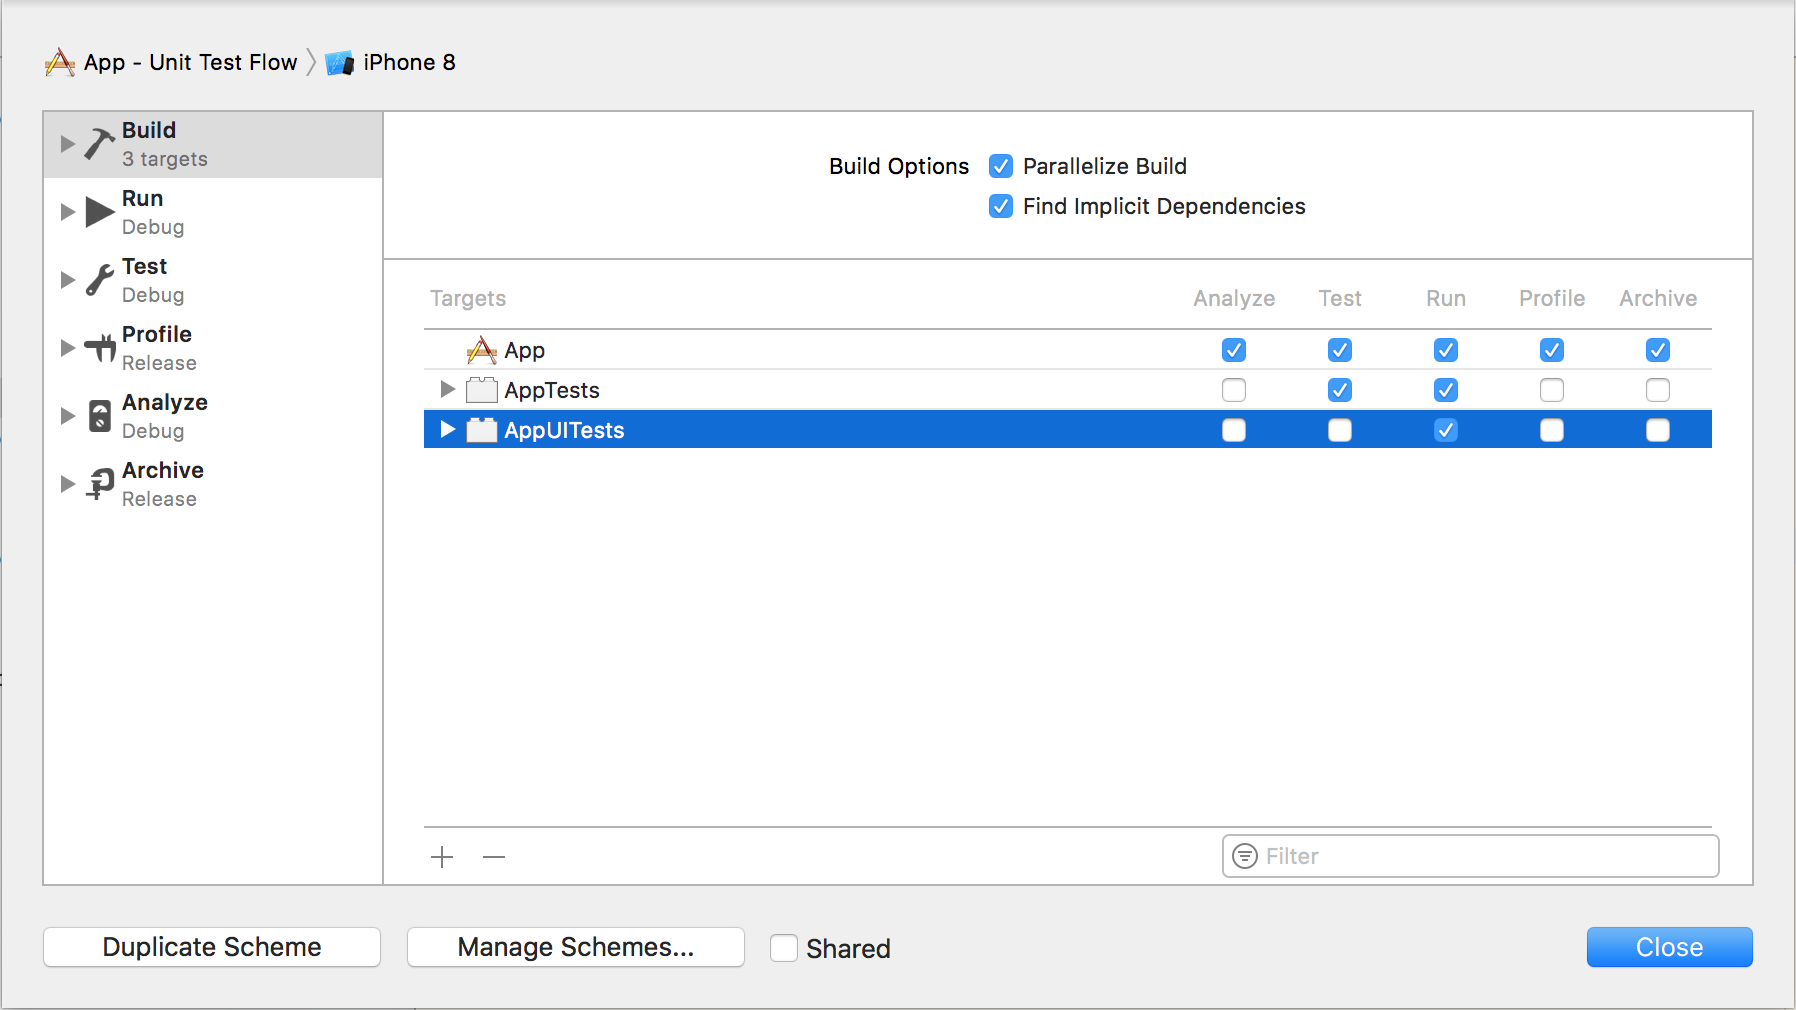 App - Unit Test Flow
iPhone 8
Build
3 targets
Run
Debug
Test
Debug
Profile
Release
Analyze
Debug
Archive
Release
Build Options
Parallelize Build
Find Implicit Dependencies
Targets Analyze Test Run Profile Archive
App
AppTests
AppUITests
Filter
Duplicate Scheme
Manage Schemes...
Shared
Close